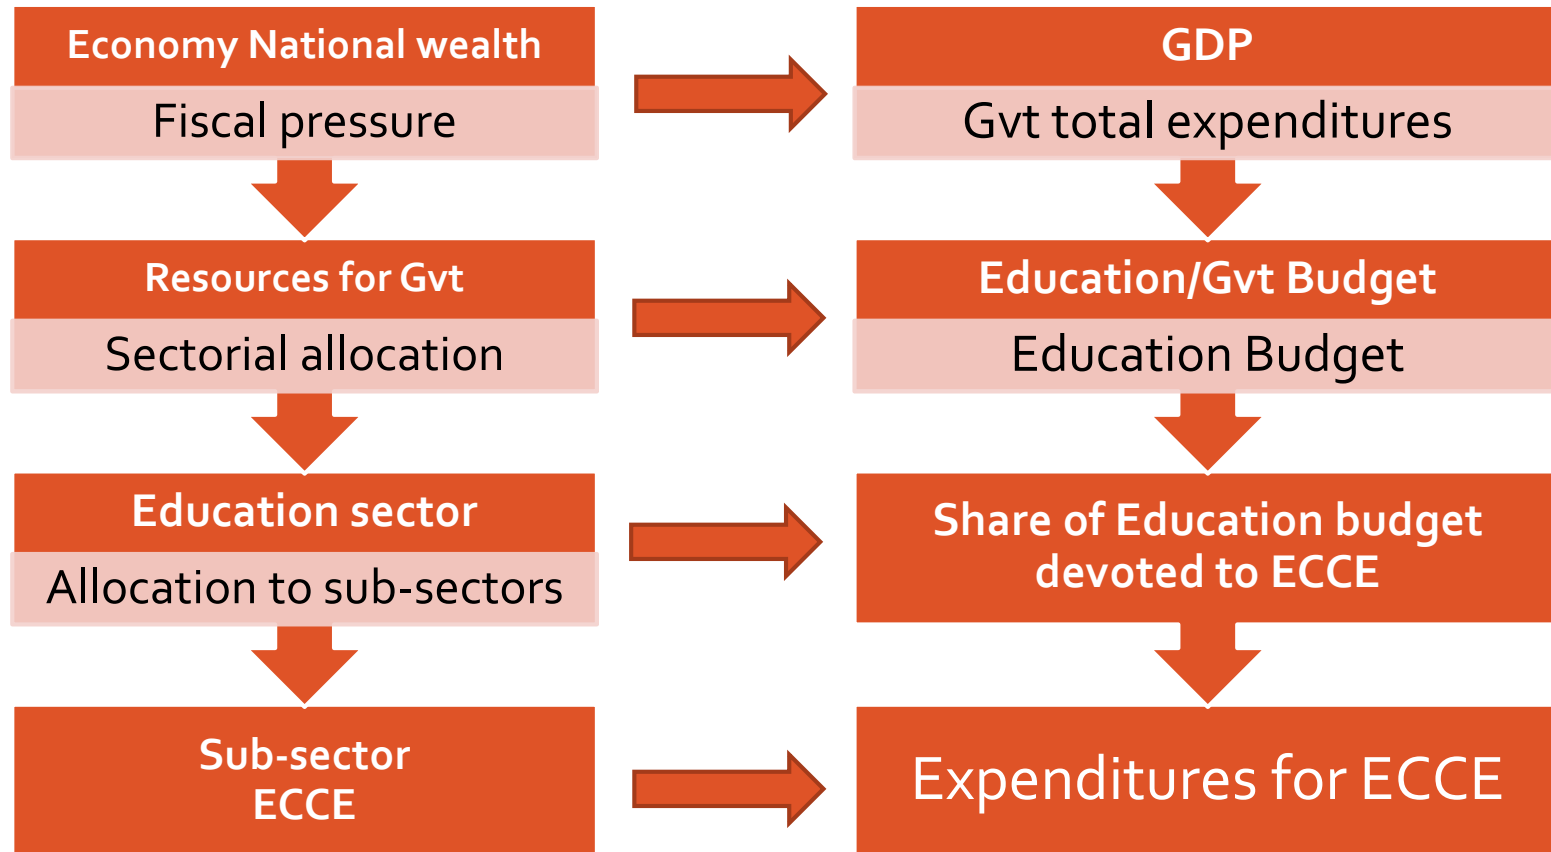 Economy National wealth
Fiscal pressure
GDP
Gvt total expenditures
Resources for Gvt
Sectorial allocation
Education/Gvt Budget
Education Budget
Education sector
Allocation to sub-sectors
Share of Education budget
devoted to ECCE
Sub-sector
ECCE
Expenditures for ECCE